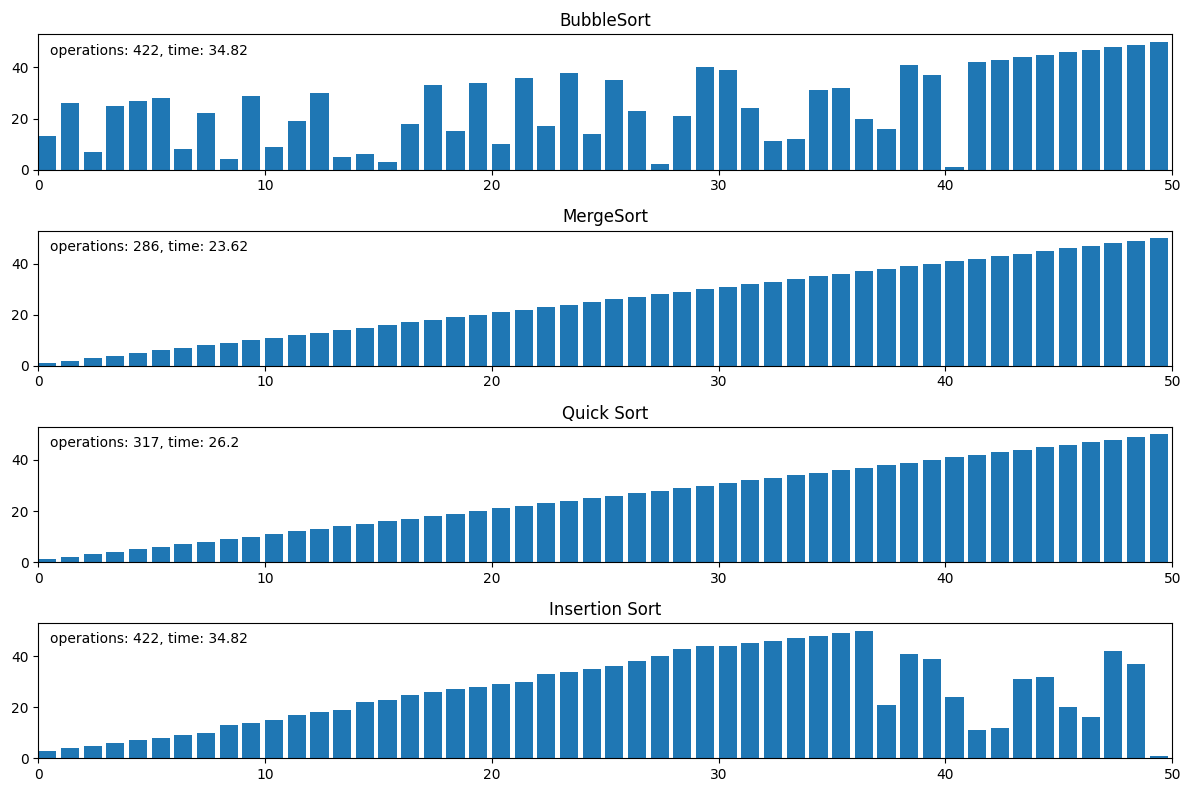 BubbleSort
operations: 422, time: 34.82
40
20
0
0 10 20 30 40 50
MergeSort
operations: 286, time: 23.62
40
20
0
0 10 20 30 40 50
Quick Sort
operations: 317, time: 26.2
40
20
0
0 10 20 30 40 50
Insertion Sort
operations: 422, time: 34.82
40
20
0
0 10 20 30 40 50